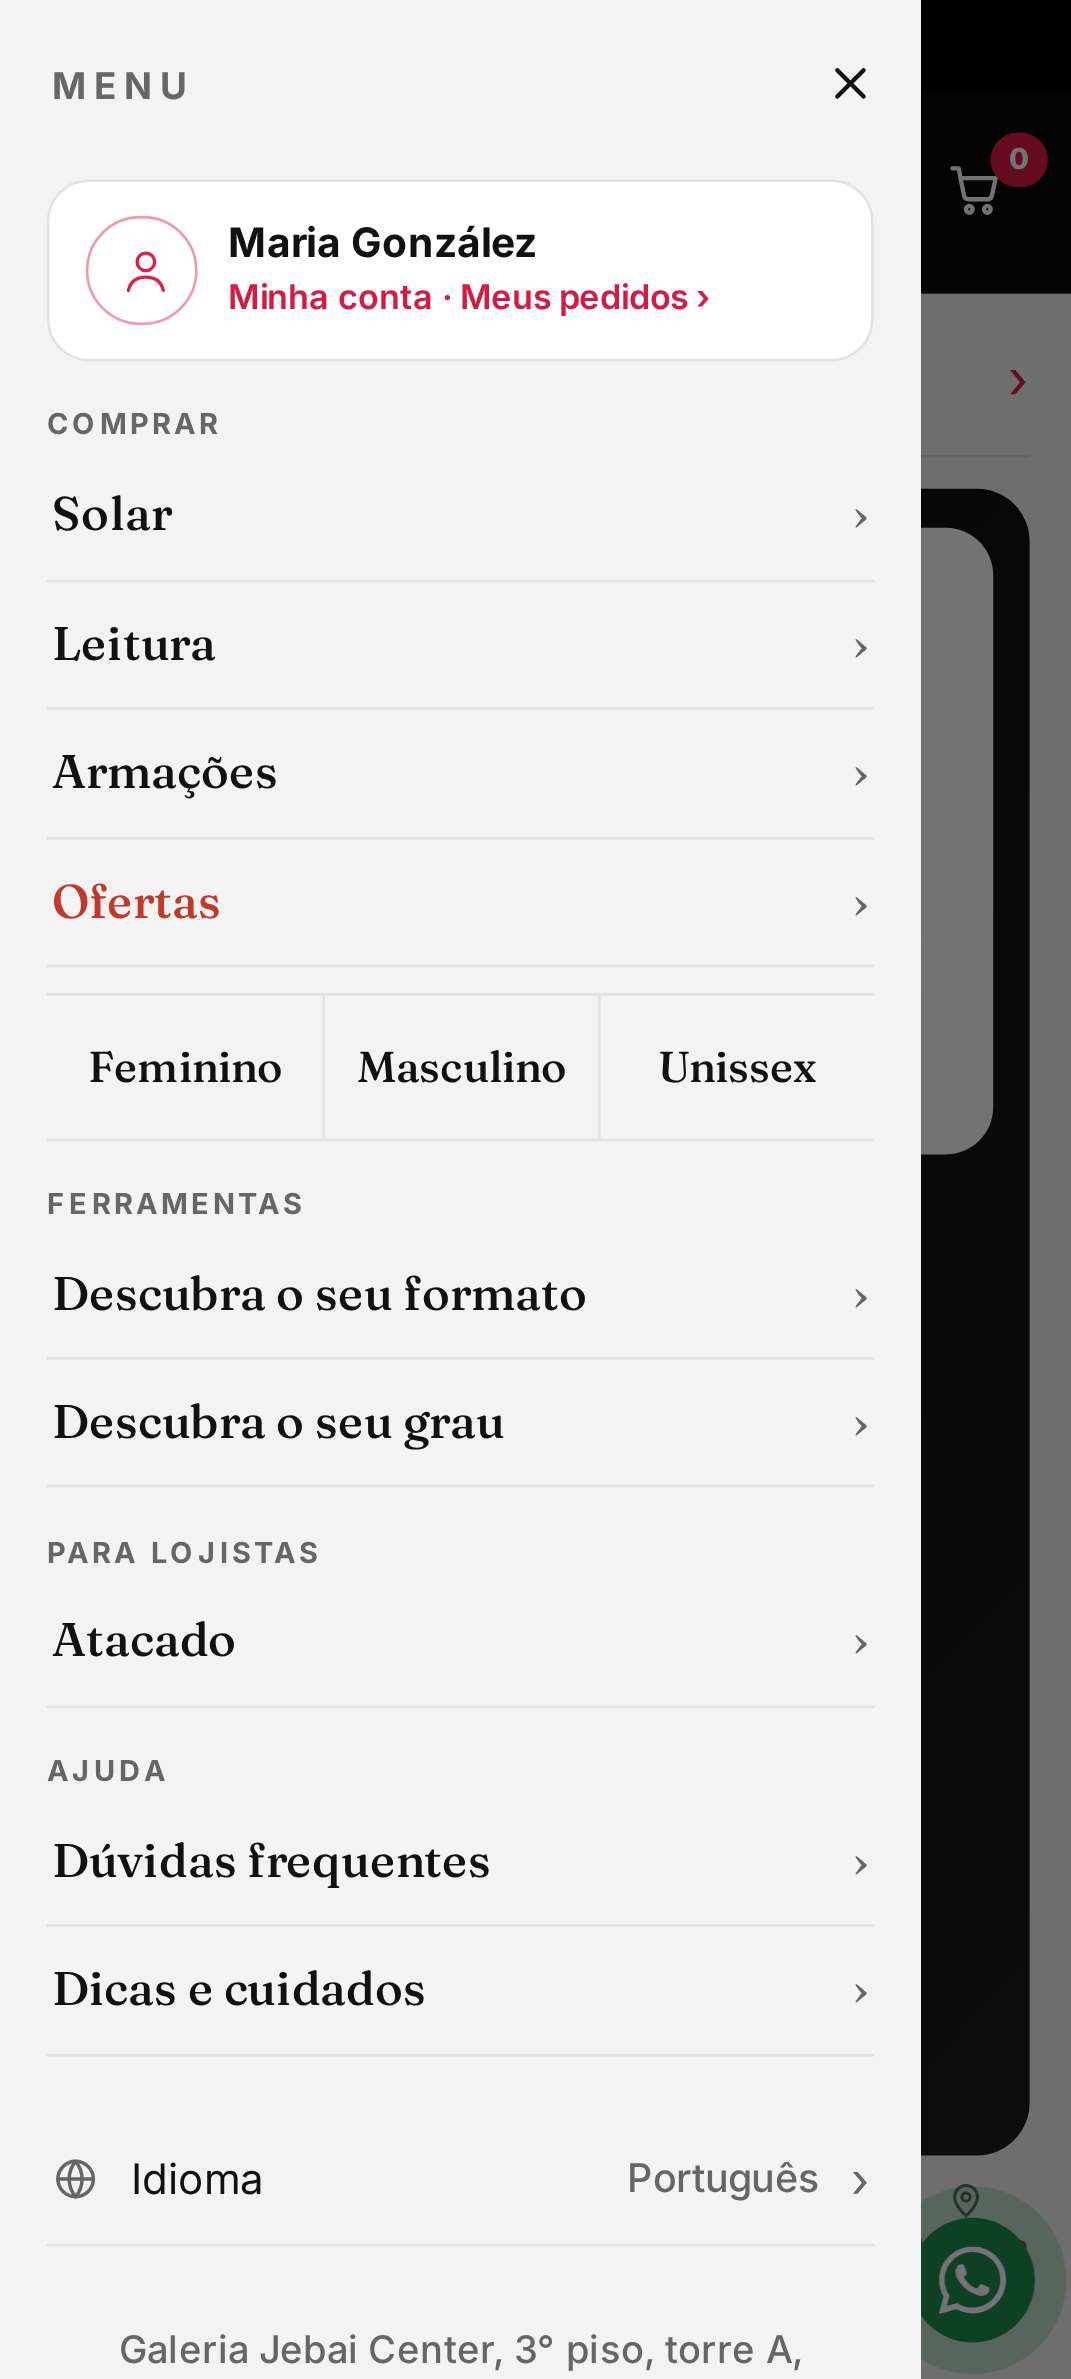 MENU
0
Maria González
Minha conta · Meus pedidos ›
COMPRAR
Solar
Leitura
Armações
Ofertas
Feminino Masculino Unissex
FERRAMENTAS
Descubra o seu formato
Descubra o seu grau
PARA LOJISTAS
Atacado
AJUDA
Dúvidas frequentes
Dicas e cuidados
Idioma Português
Galeria Jebai Center, 3° piso, torre A,